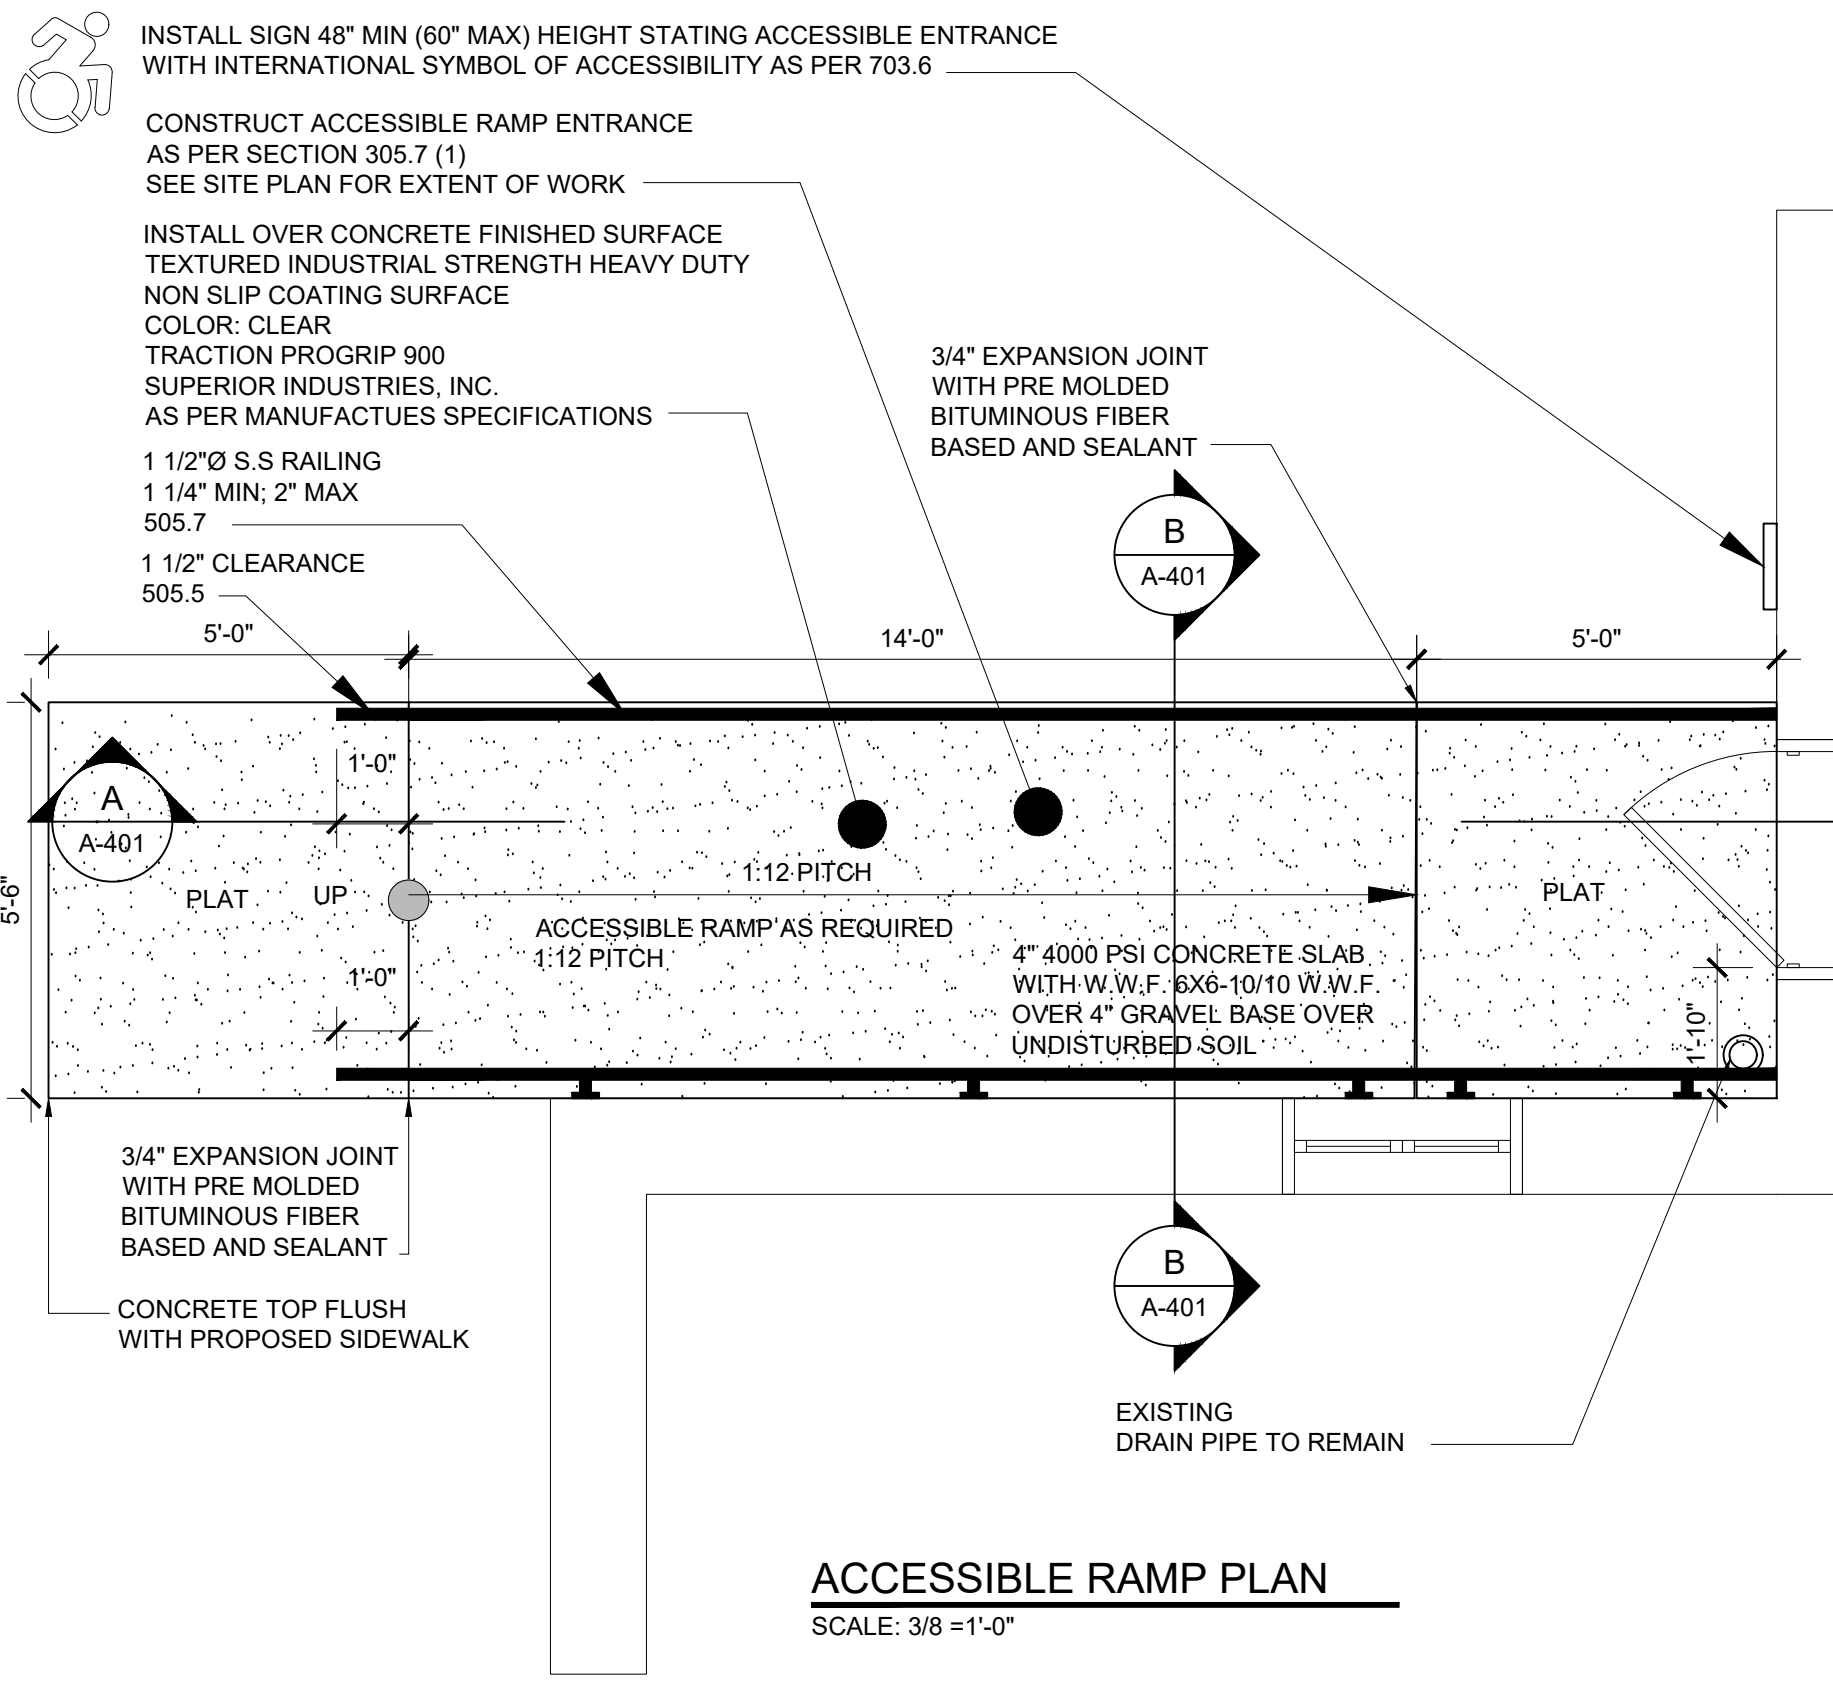 INSTALL SIGN 48" MIN (60" MAX) HEIGHT STATING ACCESSIBLE ENTRANCE
WITH INTERNATIONAL SYMBOL OF ACCESSIBILITY AS PER 703.6
CONSTRUCT ACCESSIBLE RAMP ENTRANCE
AS PER SECTION 305.7 (1)
SEE SITE PLAN FOR EXTENT OF WORK
INSTALL OVER CONCRETE FINISHED SURFACE
TEXTURED INDUSTRIAL STRENGTH HEAVY DUTY
NON SLIP COATING SURFACE
COLOR: CLEAR
TRACTION PROGRIP 900
SUPERIOR INDUSTRIES, INC.
AS PER MANUFACTUES SPECIFICATIONS
3/4" EXPANSION JOINT
WITH PRE MOLDED
BITUMINOUS FIBER
BASED AND SEALANT
1 1/2"Ø S.S RAILING
1 1/4" MIN; 2" MAX
505.7
1 1/2" CLEARANCE
505.5
B
A-401
5'-0"
14'-0"
5'-0"
1'-0"
A
A-401
5'-6"
PLAT
UP
1:12 PITCH
PLAT
ACCESSIBLE RAMP AS REQUIRED
1:12 PITCH
4" 4000 PSI CONCRETE SLAB
WITH W.W.F. 6X6-10/10 W.W.F.
OVER 4" GRAVEL BASE OVER
UNDISTURBED SOIL
1'-0"
1'-10"
3/4" EXPANSION JOINT
WITH PRE MOLDED
BITUMINOUS FIBER
BASED AND SEALANT
CONCRETE TOP FLUSH
WITH PROPOSED SIDEWALK
B
A-401
EXISTING
DRAIN PIPE TO REMAIN
ACCESSIBLE RAMP PLAN
SCALE: 3/8 =1'-0"